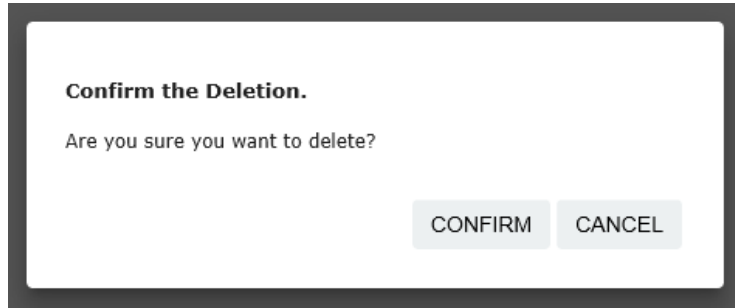 Confirm the Deletion.
Are you sure you want to delete?
CONFIRM CANCEL